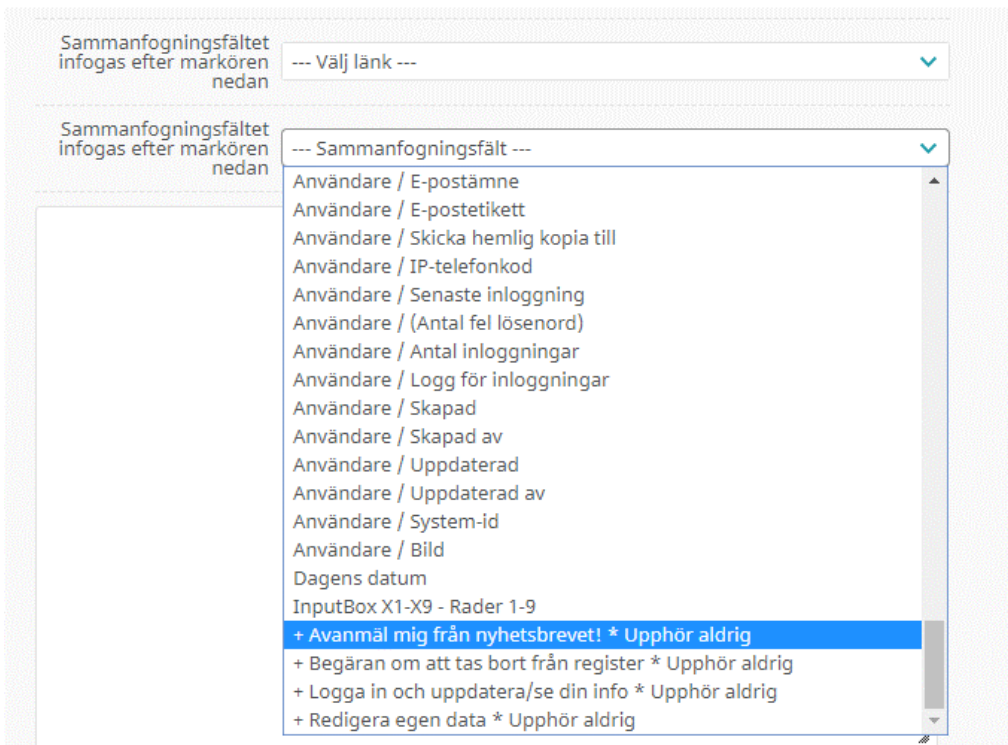 Sammanfogningsfältet
infogas efter markören
nedan
--- Välj länk ---
Sammanfogningsfältet
infogas efter markören
nedan
--- Sammanfogningsfält ---
Användare / E-postämne
Användare / E-postetikett
Användare / Skicka hemlig kopia till
Användare / IP-telefonkod
Användare / Senaste inloggning
Användare / (Antal fel lösenord)
Användare / Antal inloggningar
Användare / Logg för inloggningar
Användare / Skapad
Användare / Skapad av
Användare / Uppdaterad
Användare / Uppdaterad av
Användare / System-id
Användare / Bild
Dagens datum
InputBox X1-X9 - Rader 1-9
+ Avanmäl mig från nyhetsbrevet! * Upphör aldrig
+ Begäran om att tas bort från register * Upphör aldrig
+ Logga in och uppdatera/se din info * Upphör aldrig
+ Redigera egen data * Upphör aldrig